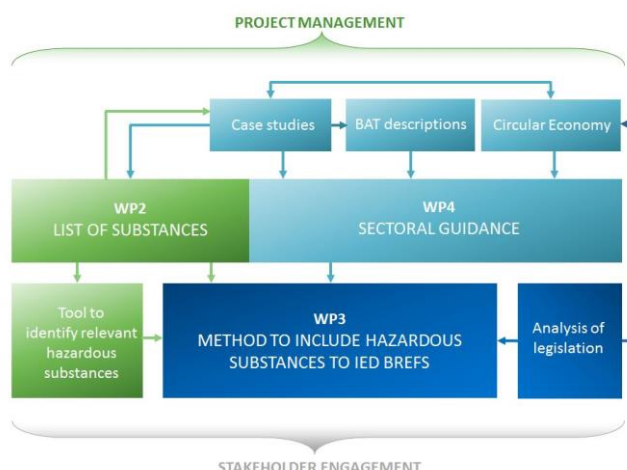 PROJECT MANAGEMENT
Case studies
BAT descriptions
Circular Economy
WP2
LIST OF SUBSTANCES
WP4
SECTORAL GUIDANCE
Tool to
identify relevant
hazardous
substances
WP3
METHOD TO INCLUDE HAZARDOUS
SUBSTANCES TO IED BREFS
Analysis of
legislation
STAKEHOLDER ENGAGEMENT